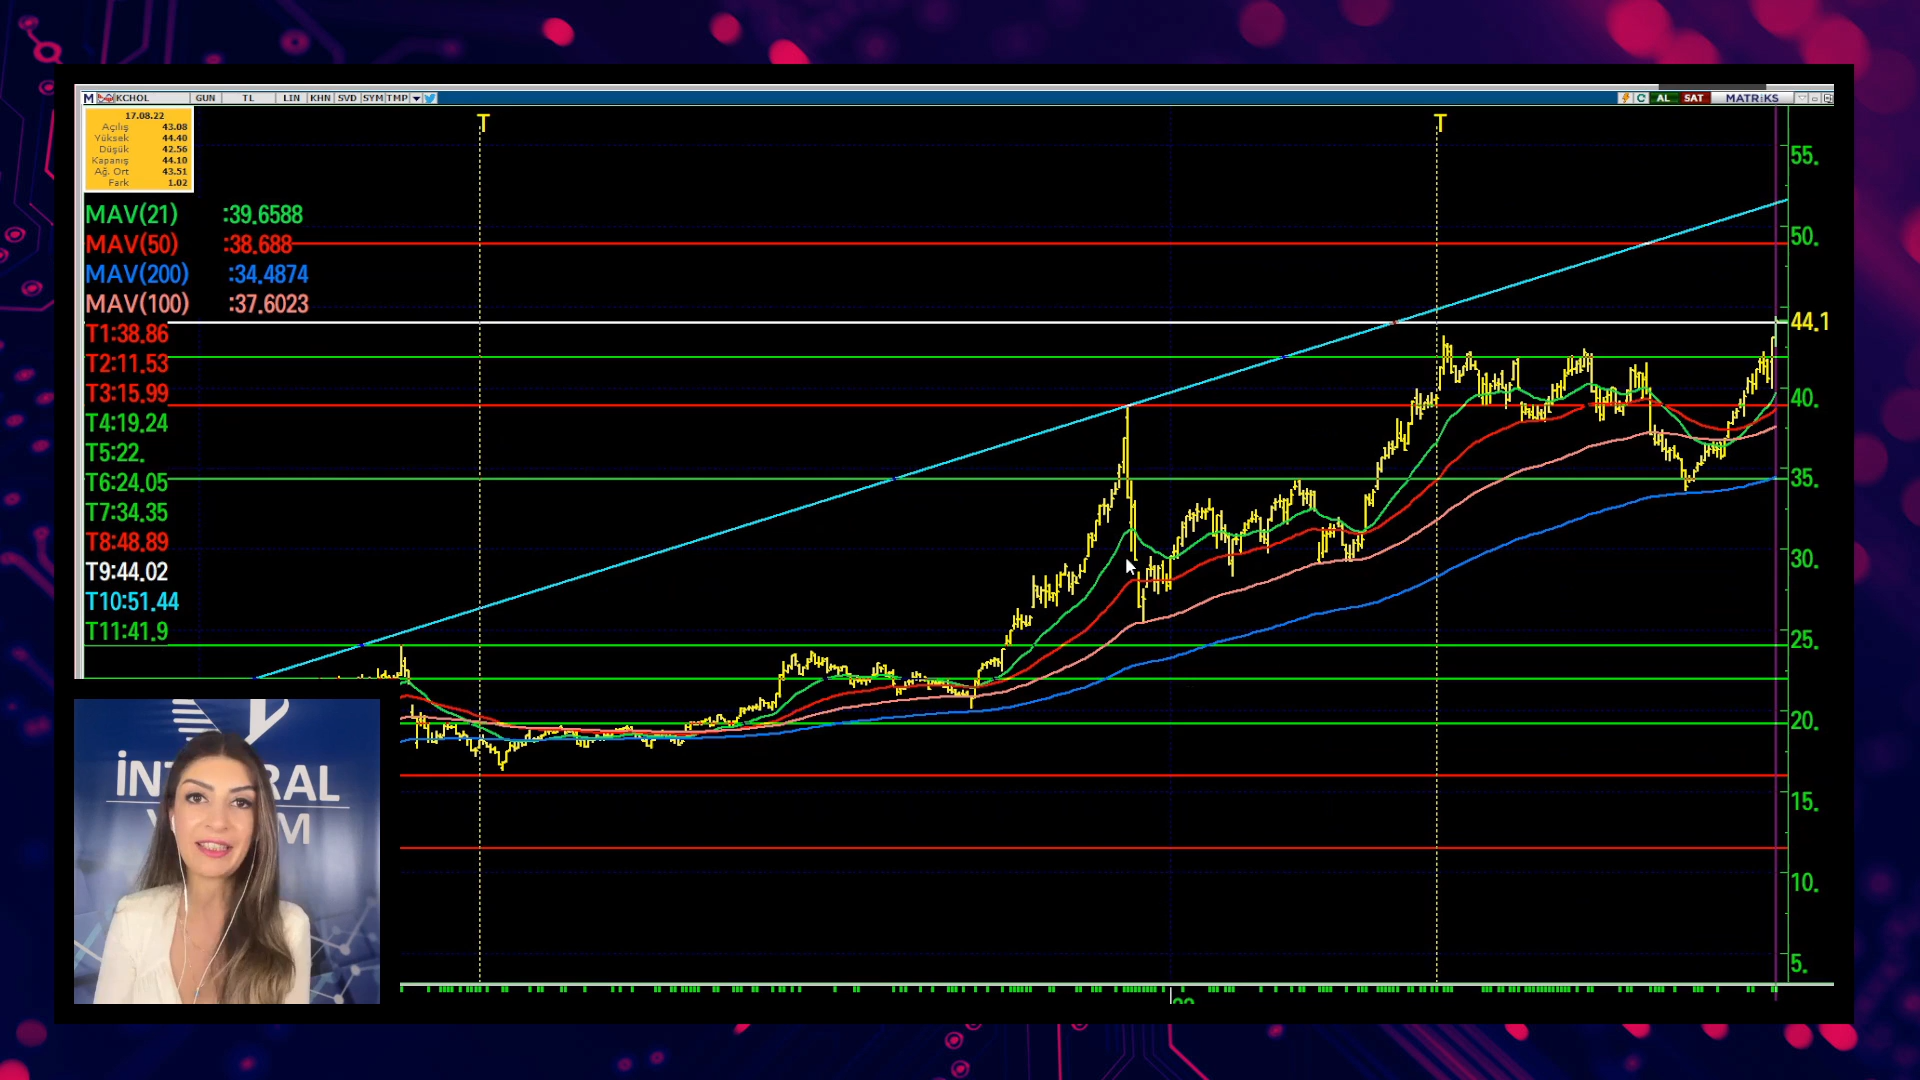 M KCHOL GUN TL LIN KHN SVD SYM TMP
C AL SAT MATRİKS
17.08.22
Açılış 43.08
Yüksek 44.40
Düşük 42.56
Kapanış 44.10
Ağ. Ort 43.51
Fark 1.02
T T
MAV(21) :39.6588
MAV(50) :38.688
MAV(200) :34.4874
MAV(100) :37.6023
T1:38.86
T2:11.53
T3:15.99
T4:19.24
T5:22.
T6:24.05
T7:34.35
T8:48.89
T9:44.02
T10:51.44
T11:41.9
55.
50.
44.1
40.
35.
30.
25.
20.
15.
10.
5.